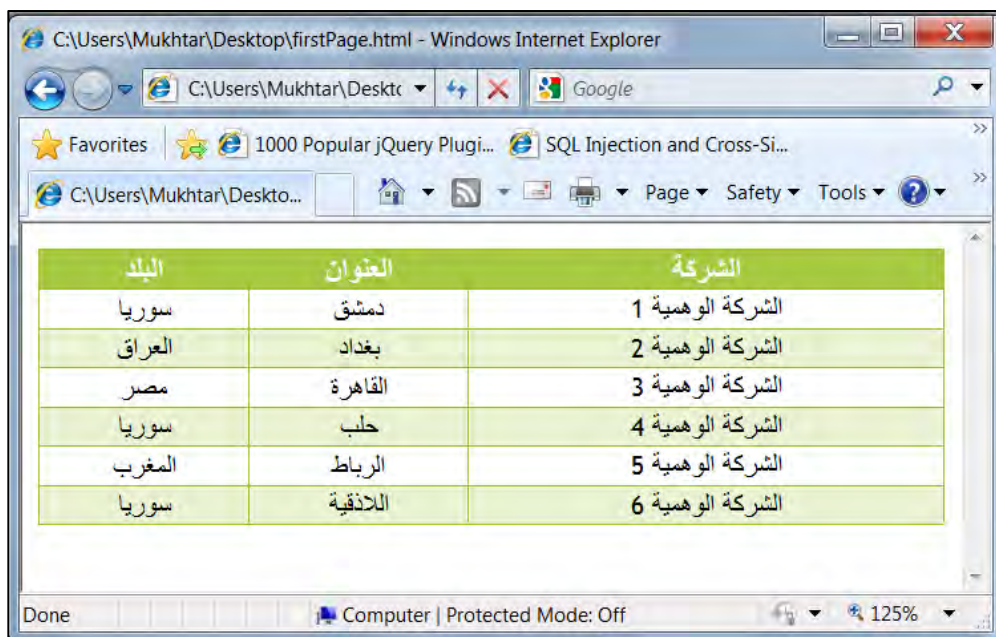 C:\Users\Mukhtar\Desktop\firstPage.html - Windows Internet Explorer
C:\Users\Mukhtar\Deskto Google
Favorites 1000 Popular jQuery Plugi... SQL Injection and Cross-Si...
C:\Users\Mukhtar\Deskto... Page Safety Tools
الشركة العنوان البلد
الشركة الوهمية 1 دمشق سوريا
الشركة الوهمية 2 بغداد العراق
الشركة الوهمية 3 القاهرة مصر
الشركة الوهمية 4 حلب سوريا
الشركة الوهمية 5 الرباط المغرب
الشركة الوهمية 6 اللاذقية سوريا
Done Computer | Protected Mode: Off 125%